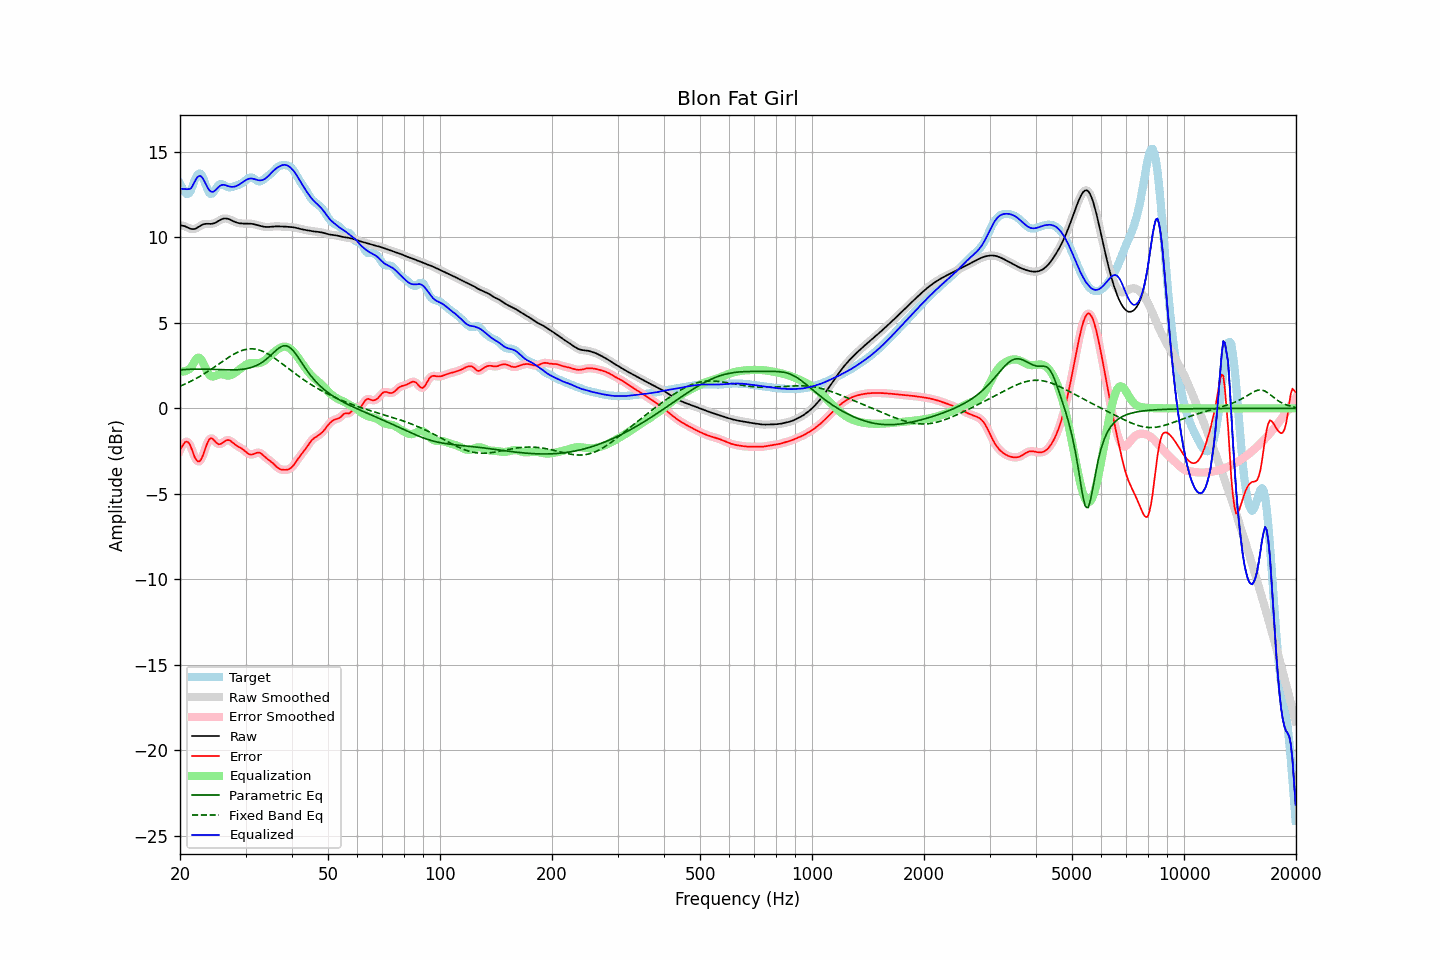 Blon Fat Girl
15
10
5
0
−5
−10
−15
−20
−25
Amplitude (dBr)
Target
Raw Smoothed
Error Smoothed
Raw
Error
Equalization
Parametric Eq
Fixed Band Eq
Equalized
20 50 100 200 500 1000 2000 5000 10000 20000
Frequency (Hz)